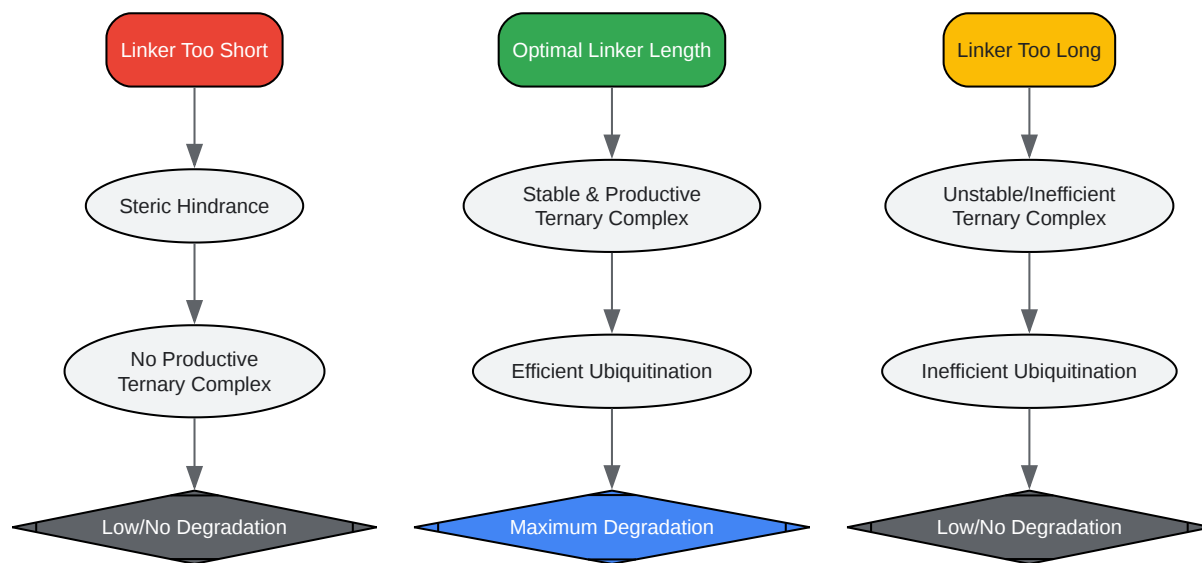 Linker Too Short
Optimal Linker Length
Linker Too Long
Steric Hindrance
Stable & Productive
Ternary Complex
Unstable/Inefficient
Ternary Complex
No Productive
Ternary Complex
Efficient Ubiquitination
Inefficient Ubiquitination
Low/No Degradation
Maximum Degradation
Low/No Degradation